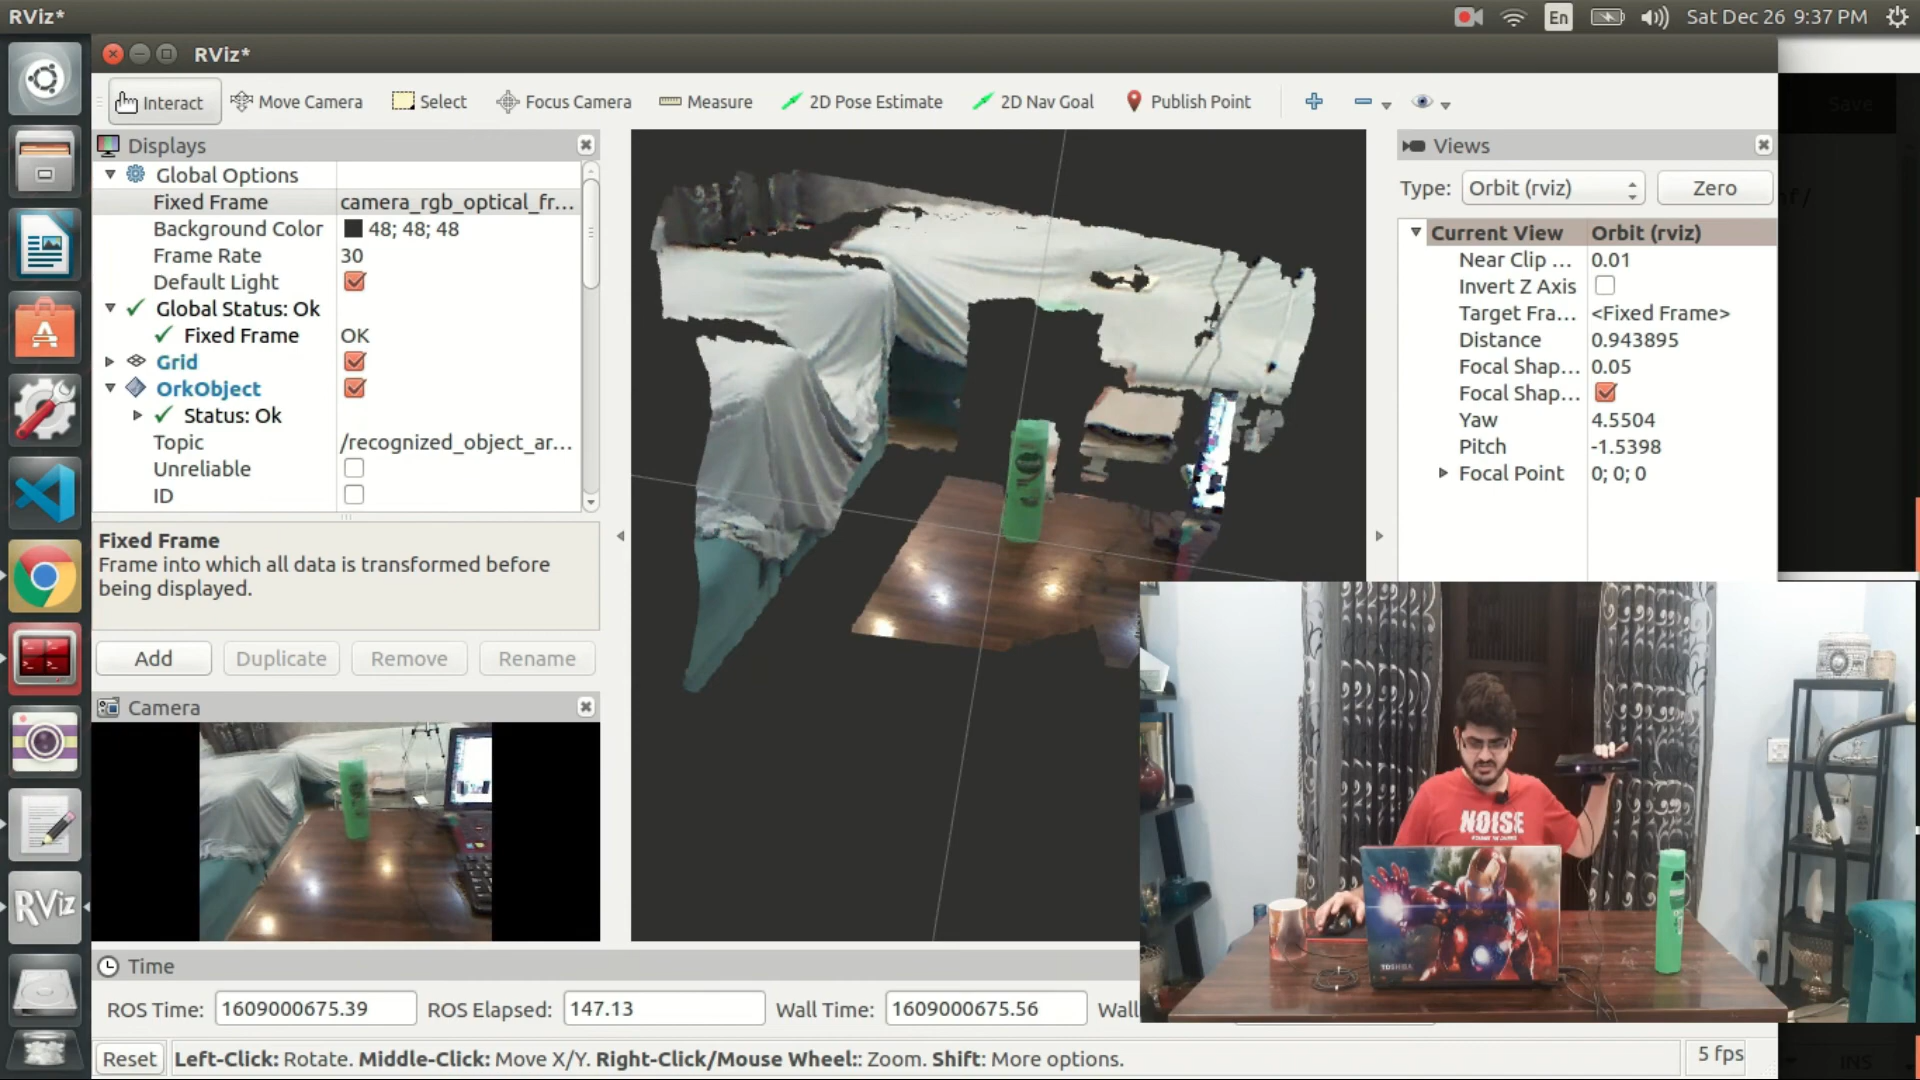 RViz*
En
Sat Dec 26 9:37 PM
RViz*
Interact
Move Camera
Select
Focus Camera
Measure
2D Pose Estimate
2D Nav Goal
Publish Point
Save
Displays
Global Options
Fixed Frame camera_rgb_optical_fr...
Background Color 48; 48; 48
Frame Rate 30
Default Light
Global Status: Ok
Fixed Frame OK
Grid
OrkObject
Status: Ok
Topic /recognized_object_ar...
Unreliable
ID
Fixed Frame
Frame into which all data is transformed before
being displayed.
Add Duplicate Remove Rename
Camera
Views
Type: Orbit (rviz) Zero
Current View Orbit (rviz)
Near Clip ... 0.01
Invert Z Axis
Target Fra... <Fixed Frame>
Distance 0.943895
Focal Shap... 0.05
Focal Shap...
Yaw 4.5504
Pitch -1.5398
Focal Point 0; 0; 0
NOISE
TOSHIBA
RViz
Time
ROS Time: 1609000675.39 ROS Elapsed: 147.13 Wall Time: 1609000675.56 Wall
Reset Left-Click: Rotate. Middle-Click: Move X/Y. Right-Click/Mouse Wheel:: Zoom. Shift: More options. 5 fps
INS